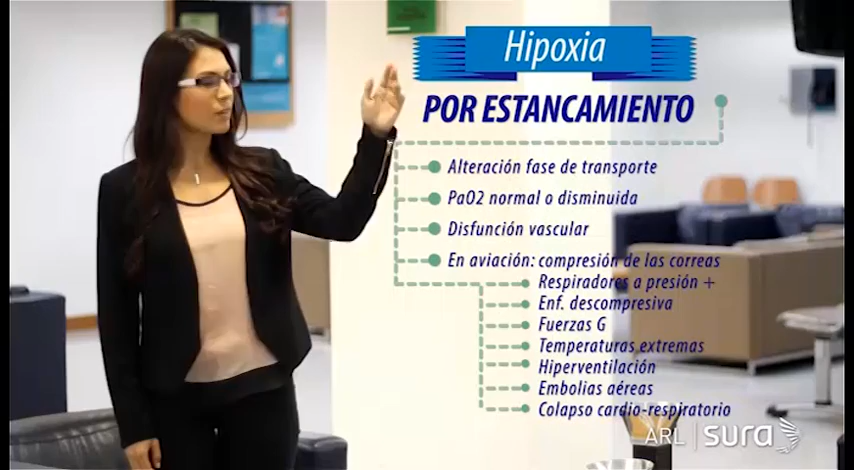 Hipoxia
POR ESTANCAMIENTO
Alteración fase de transporte
PaO2 normal o disminuida
Disfunción vascular
En aviación: compresión de las correas
Respiradores a presión +
Enf. descompresiva
Fuerzas G
Temperaturas extremas
Hiperventilación
Embolias aéreas
Colapso cardio-respiratorio
ARL | sura